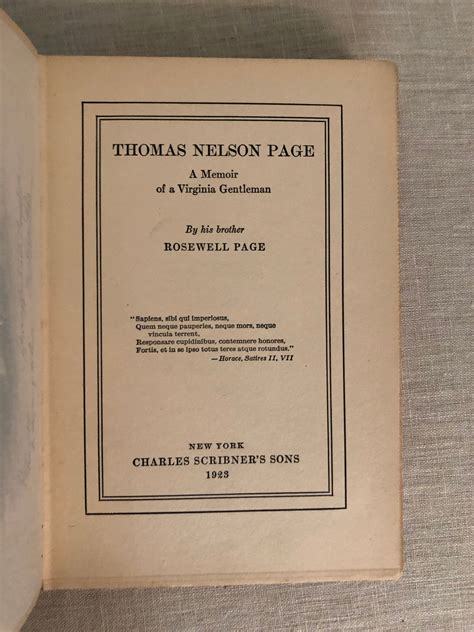 THOMAS NELSON PAGE
A Memoir
of a Virginia Gentleman
By his brother
ROSEWELL PAGE
"Sapiens, sibi qui imperiosus,
Quem neque pauperies, neque mors, neque
vincula terrent,
Responsare cupidinibus, contemnere honores,
Fortis, et in se ipso totus teres atque rotundus."
—Horace, Satires II, VII
NEW YORK
CHARLES SCRIBNER'S SONS
1923